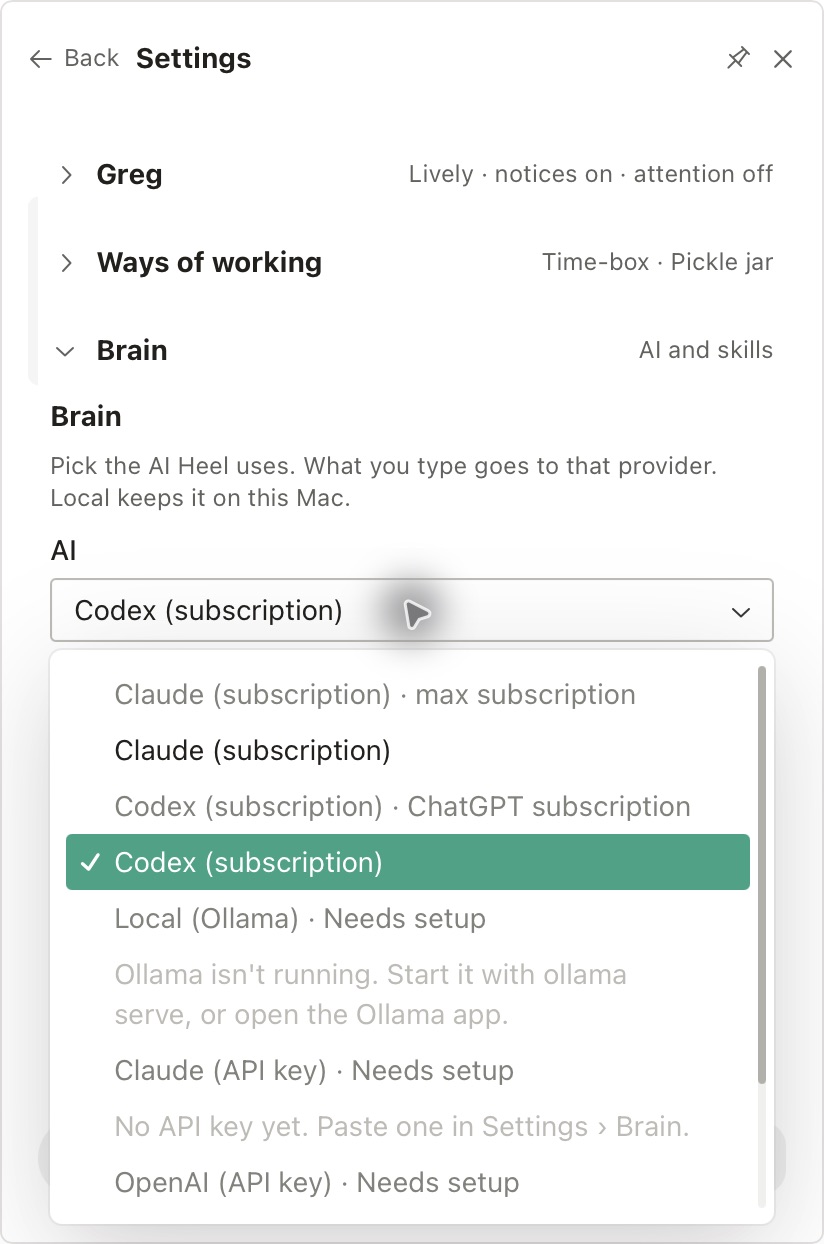 Back Settings
Greg Lively · notices on · attention off
Ways of working Time-box · Pickle jar
Brain AI and skills
Brain
Pick the AI Heel uses. What you type goes to that provider.
Local keeps it on this Mac.
AI
Codex (subscription)
Claude (subscription) · max subscription
Claude (subscription)
Codex (subscription) · ChatGPT subscription
Codex (subscription)
Local (Ollama) · Needs setup
Ollama isn't running. Start it with ollama
serve, or open the Ollama app.
Claude (API key) · Needs setup
No API key yet. Paste one in Settings › Brain.
OpenAI (API key) · Needs setup